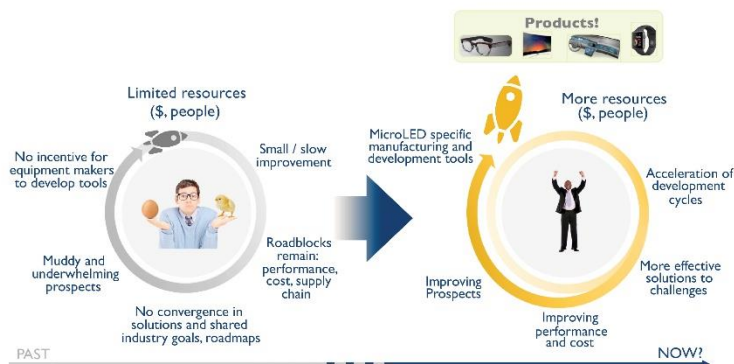 Products!
Limited resources
($, people)
No incentive for
equipment makers
to develop tools
Small / slow
improvement
Muddy and
underwhelming
prospects
Roadblocks
remain:
performance,
cost, supply
chain
No convergence in
solutions and shared
industry goals, roadmaps
More resources
($, people)
MicroLED specific
manufacturing and
development tools
Acceleration of
development
cycles
Improving
Prospects
More effective
solutions to
challenges
Improving
performance
and cost
PAST
NOW?